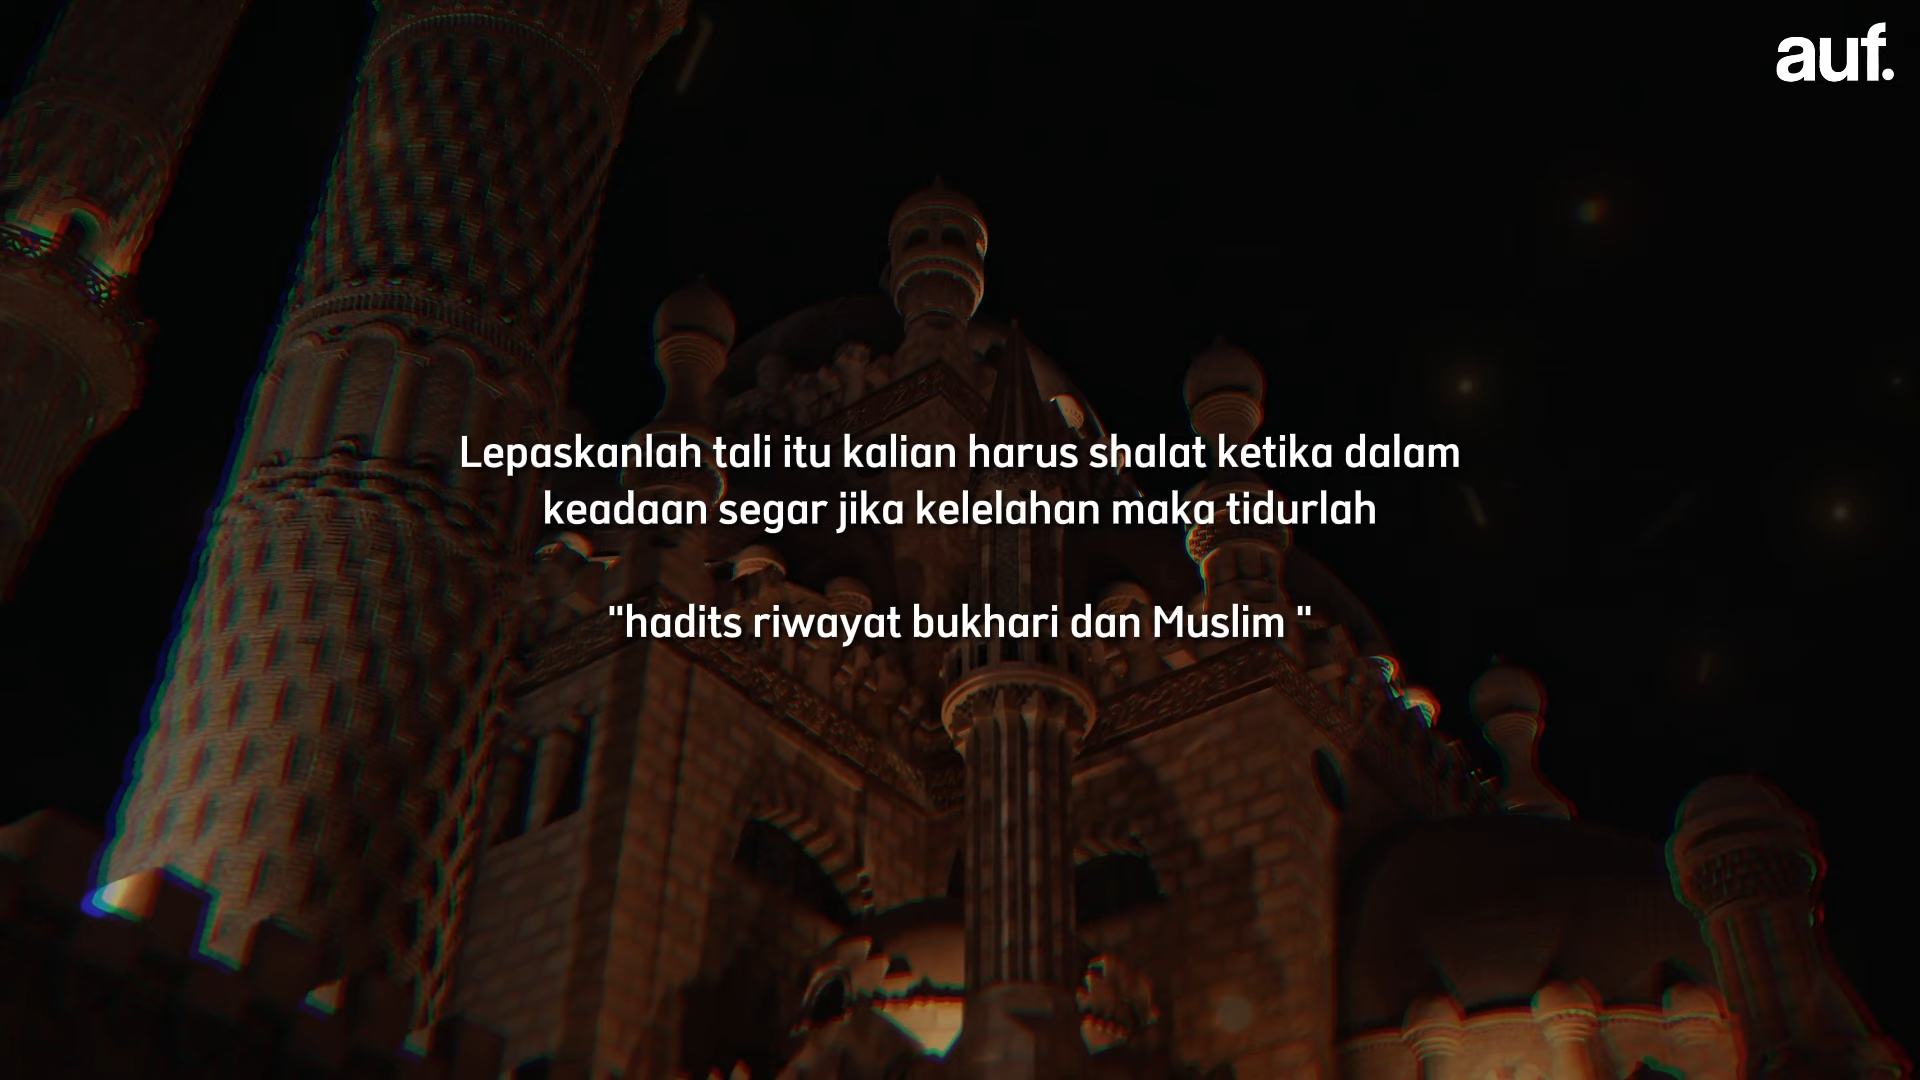 auf.
Lepaskanlah tali itu kalian harus shalat ketika dalam
keadaan segar jika kelelahan maka tidurlah
"hadits riwayat bukhari dan Muslim "